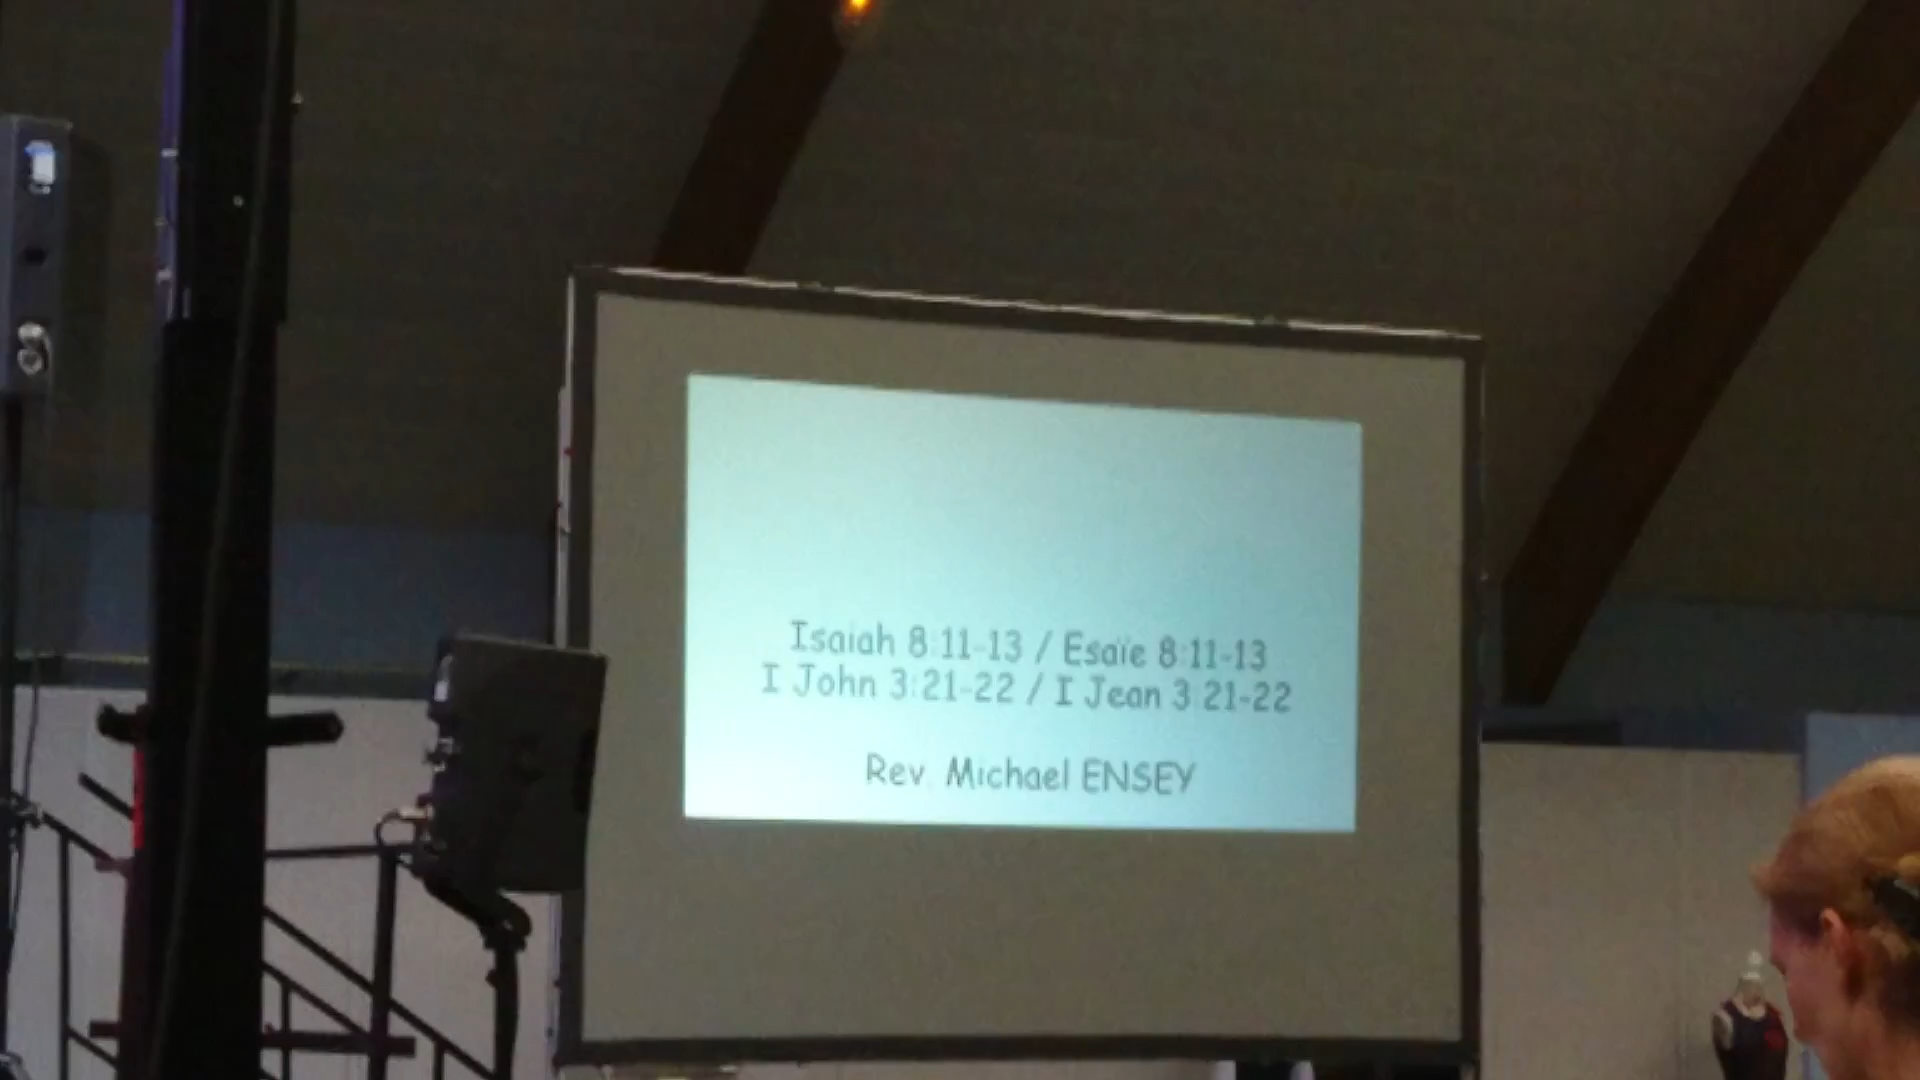 Isaiah 8:11-13 / Esaïe 8:11-13
I John 3:21-22 / I Jean 3:21-22
Rev. Michael ENSEY